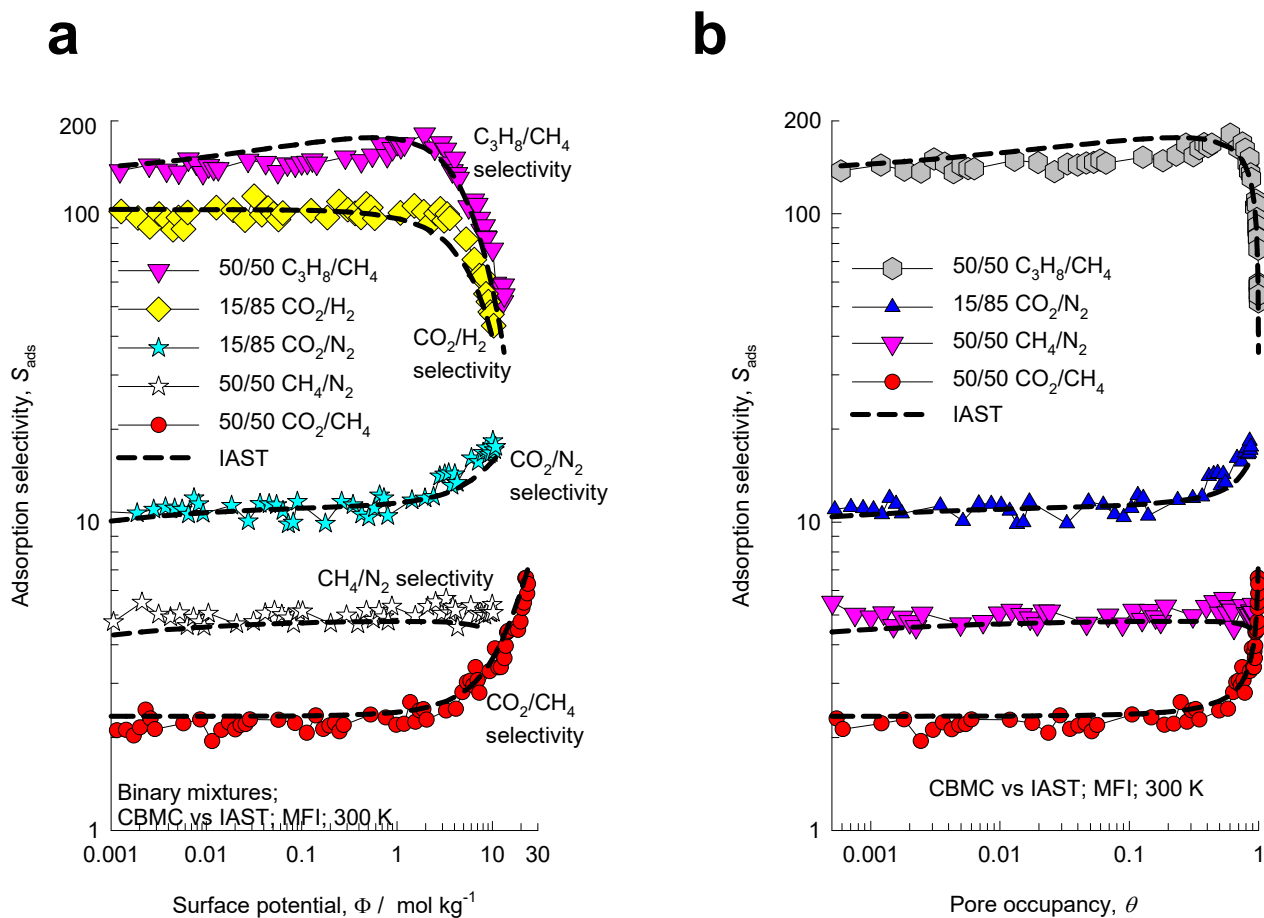 a
Adsorption selectivity, S_ads
200
100
10
1
C₃H₈/CH₄
selectivity
50/50 C₃H₈/CH₄
15/85 CO₂/H₂
15/85 CO₂/N₂
50/50 CH₄/N₂
50/50 CO₂/CH₄
IAST
CO₂/H₂
selectivity
CO₂/N₂
selectivity
CH₄/N₂ selectivity
CO₂/CH₄
selectivity
Binary mixtures;
CBMC vs IAST; MFI; 300 K
0.001 0.01 0.1 1 10 30
Surface potential, Φ / mol kg⁻¹
b
Adsorption selectivity, S_ads
200
100
10
1
50/50 C₃H₈/CH₄
15/85 CO₂/N₂
50/50 CH₄/N₂
50/50 CO₂/CH₄
IAST
CBMC vs IAST; MFI; 300 K
0.001 0.01 0.1 1
Pore occupancy, θ